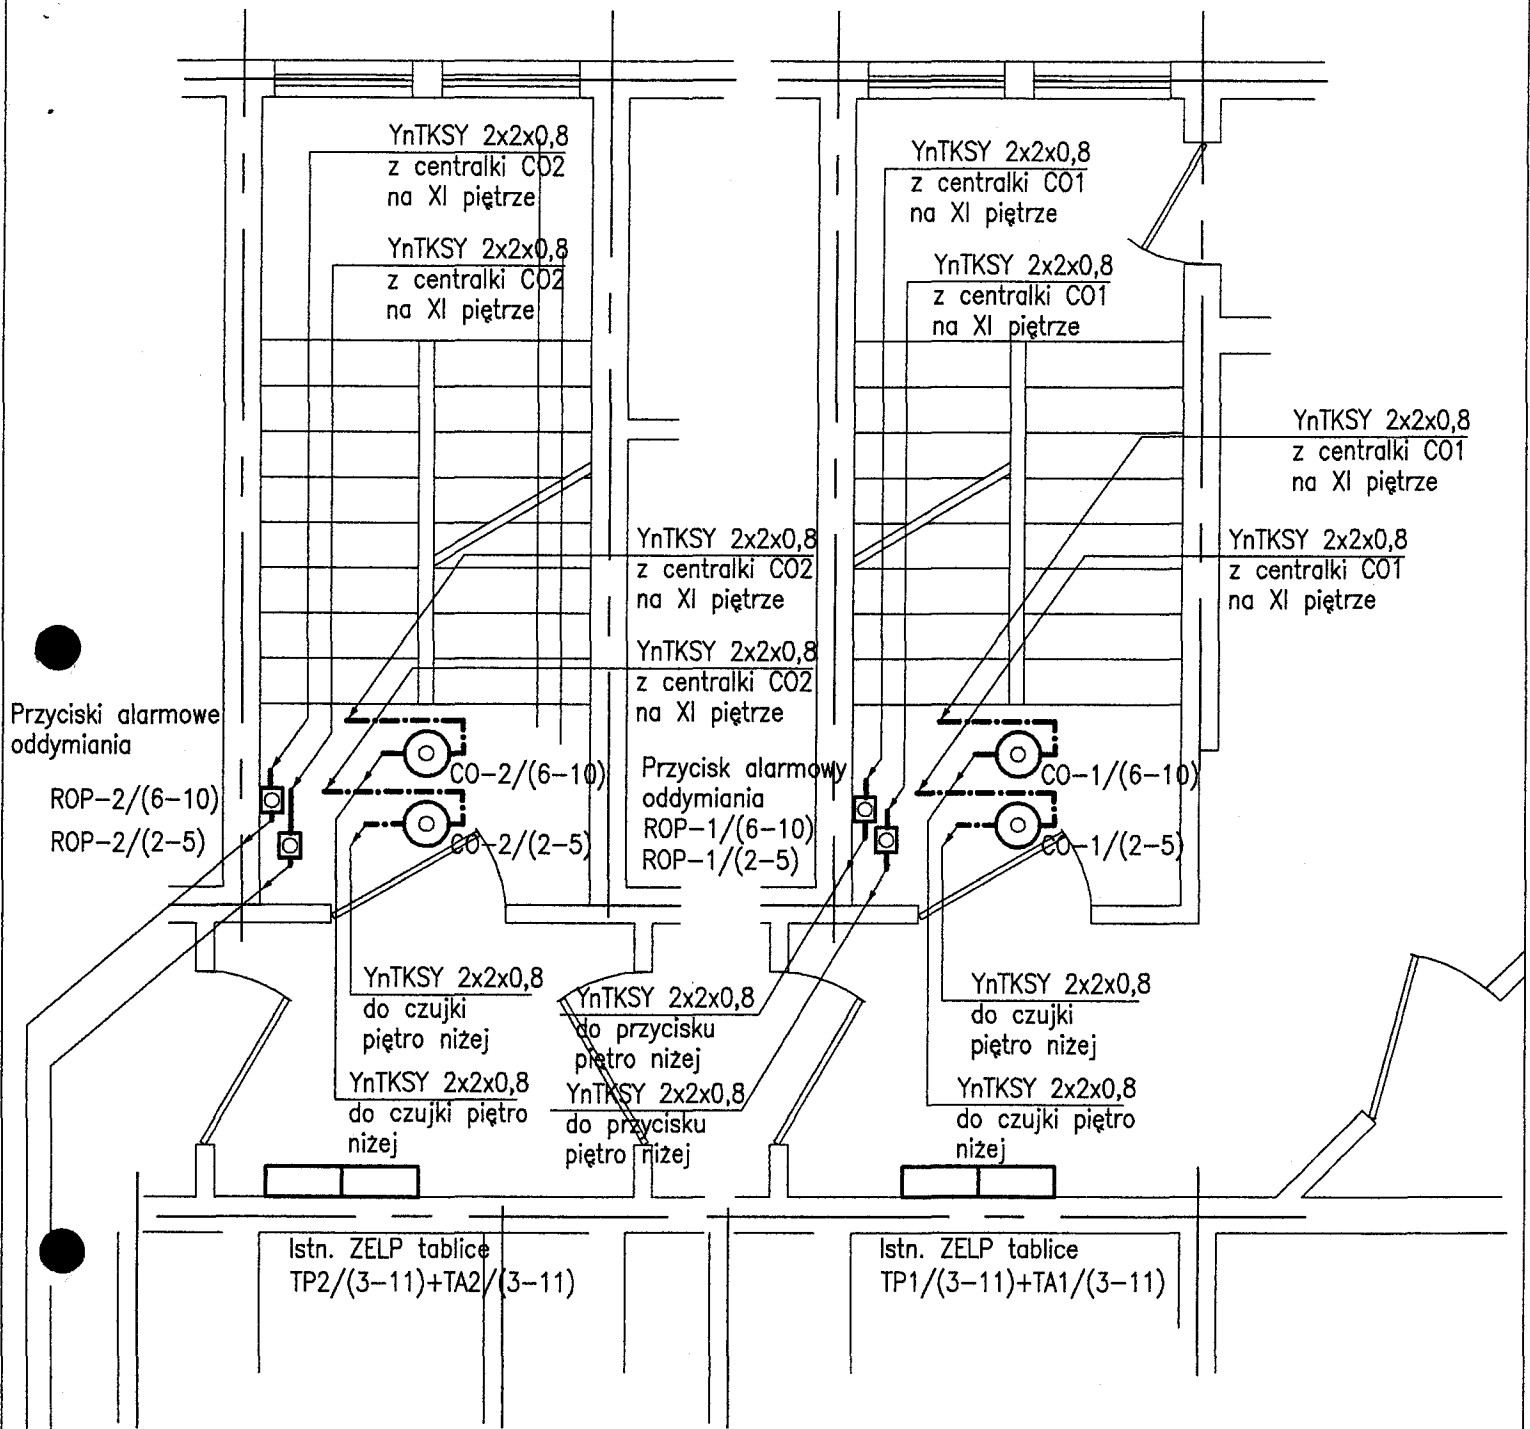 YnTKSY 2x2x0,8
z centralki CO2
na XI piętrze
YnTKSY 2x2x0,8
z centralki CO2
na XI piętrze
YnTKSY 2x2x0,8
z centralki CO1
na XI piętrze
YnTKSY 2x2x0,8
z centralki CO1
na XI piętrze
YnTKSY 2x2x0,8
z centralki CO1
na XI piętrze
YnTKSY 2x2x0,8
z centralki CO1
na XI piętrze
YnTKSY 2x2x0,8
z centralki CO2
na XI piętrze
YnTKSY 2x2x0,8
z centralki CO2
na XI piętrze
Przyciski alarmowe
oddymiania
ROP-2/(6-10)
ROP-2/(2-5)
CO-2/(6-10)
CO-2/(2-5)
Przycisk alarmowy
oddymiania
ROP-1/(6-10)
ROP-1/(2-5)
CO-1/(6-10)
CO-1/(2-5)
YnTKSY 2x2x0,8
do czujki
piętro niżej
YnTKSY 2x2x0,8
do czujki piętro
niżej
YnTKSY 2x2x0,8
do przycisku
piętro niżej
YnTKSY 2x2x0,8
do przycisku
piętro niżej
YnTKSY 2x2x0,8
do czujki
piętro niżej
YnTKSY 2x2x0,8
do czujki piętro
niżej
Istn. ZELP tablice
TP2/(3-11)+TA2/(3-11)
Istn. ZELP tablice
TP1/(3-11)+TA1/(3-11)